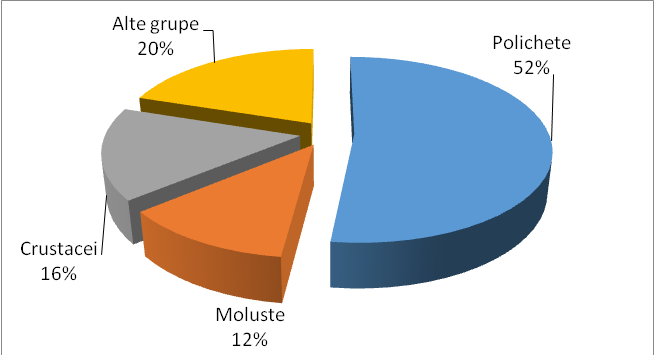 Alte grupe
20%
Polichete
52%
Crustacei
16%
Moluste
12%